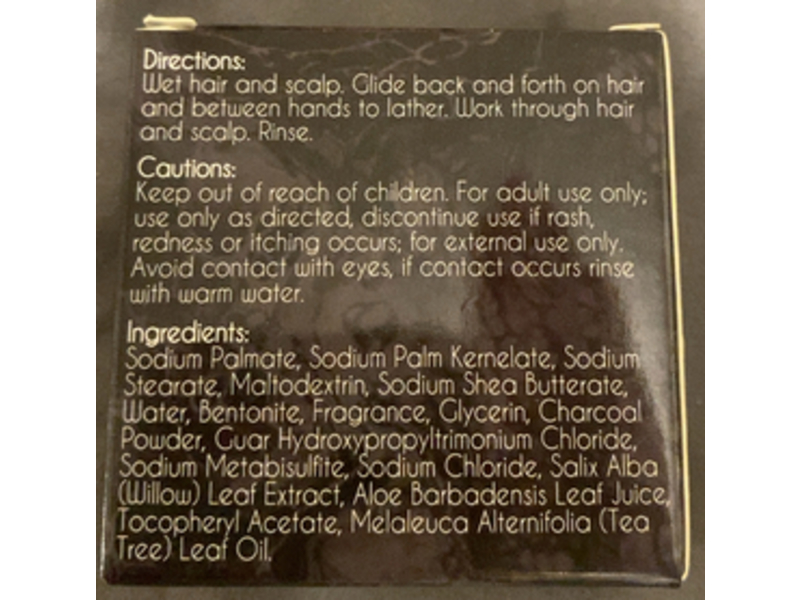 Directions:
Wet hair and scalp. Glide back and forth on hair
and between hands to lather. Work through hair
and scalp. Rinse.
Cautions:
Keep out of reach of children. For adult use only;
use only as directed, discontinue use if rash,
redness or itching occurs; for external use only.
Avoid contact with eyes, if contact occurs rinse
with warm water.
Ingredients:
Sodium Palmate, Sodium Palm Kernelate, Sodium
Stearate, Maltodextrin, Sodium Shea Butterate,
Water, Bentonite, Fragrance, Glycerin, Charcoal
Powder, Guar Hydroxypropyltrimonium Chloride,
Sodium Metabisulfite, Sodium Chloride, Salix Alba
(Willow) Leaf Extract, Aloe Barbadensis Leaf Juice,
Tocopheryl Acetate, Melaleuca Alternifolia (Tea
Tree) Leaf Oil.